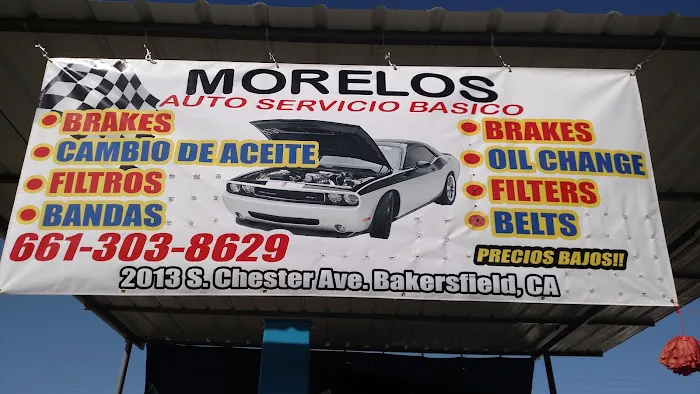 MORELOS
AUTO SERVICIO BASICO
BRAKES
CAMBIO DE ACEITE
FILTROS
BANDAS
BRAKES
OIL CHANGE
FILTERS
BELTS
661-303-8629
PRECIOS BAJOS!!
2013 S. Chester Ave. Bakersfield, CA